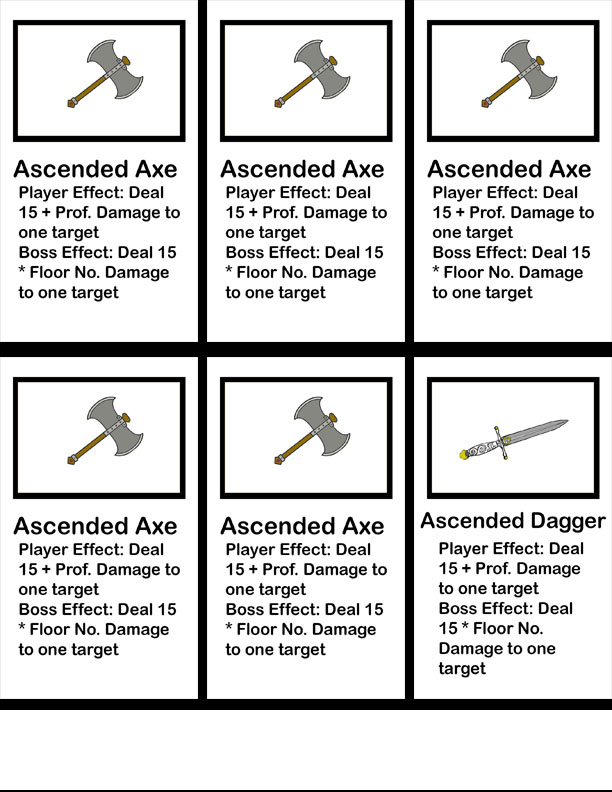 Ascended Axe
Player Effect: Deal
15 + Prof. Damage to
one target
Boss Effect: Deal 15
* Floor No. Damage
to one target
Ascended Axe
Player Effect: Deal
15 + Prof. Damage to
one target
Boss Effect: Deal 15
* Floor No. Damage
to one target
Ascended Axe
Player Effect: Deal
15 + Prof. Damage to
one target
Boss Effect: Deal 15
* Floor No. Damage
to one target
Ascended Axe
Player Effect: Deal
15 + Prof. Damage to
one target
Boss Effect: Deal 15
* Floor No. Damage
to one target
Ascended Axe
Player Effect: Deal
15 + Prof. Damage to
one target
Boss Effect: Deal 15
* Floor No. Damage
to one target
Ascended Dagger
Player Effect: Deal
15 + Prof. Damage
to one target
Boss Effect: Deal
15 * Floor No.
Damage to one
target